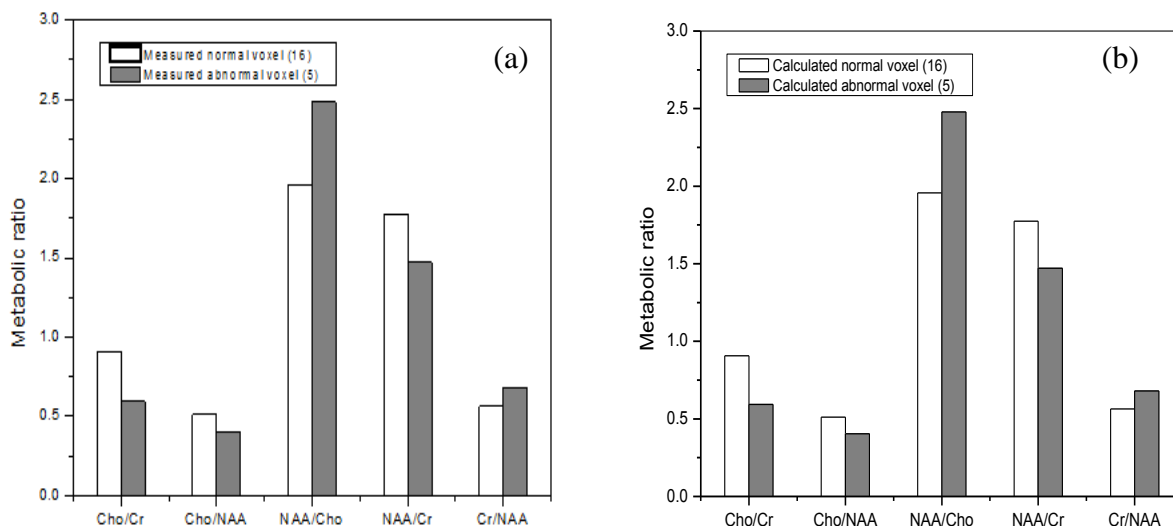 3.0
2.5
2.0
1.5
1.0
0.5
0.0
Metabolic ratio
Measured normal voxel (16)
Measured abnormal voxel (5)
(a)
Cho/Cr
Cho/NAA
NAA/Cho
NAA/Cr
Cr/NAA
3.0
2.5
2.0
1.5
1.0
0.5
0.0
Metabolic ratio
Calculated normal voxel (16)
Calculated abnormal voxel (5)
(b)
Cho/Cr
Cho/NAA
NAA/Cho
NAA/Cr
Cr/NAA